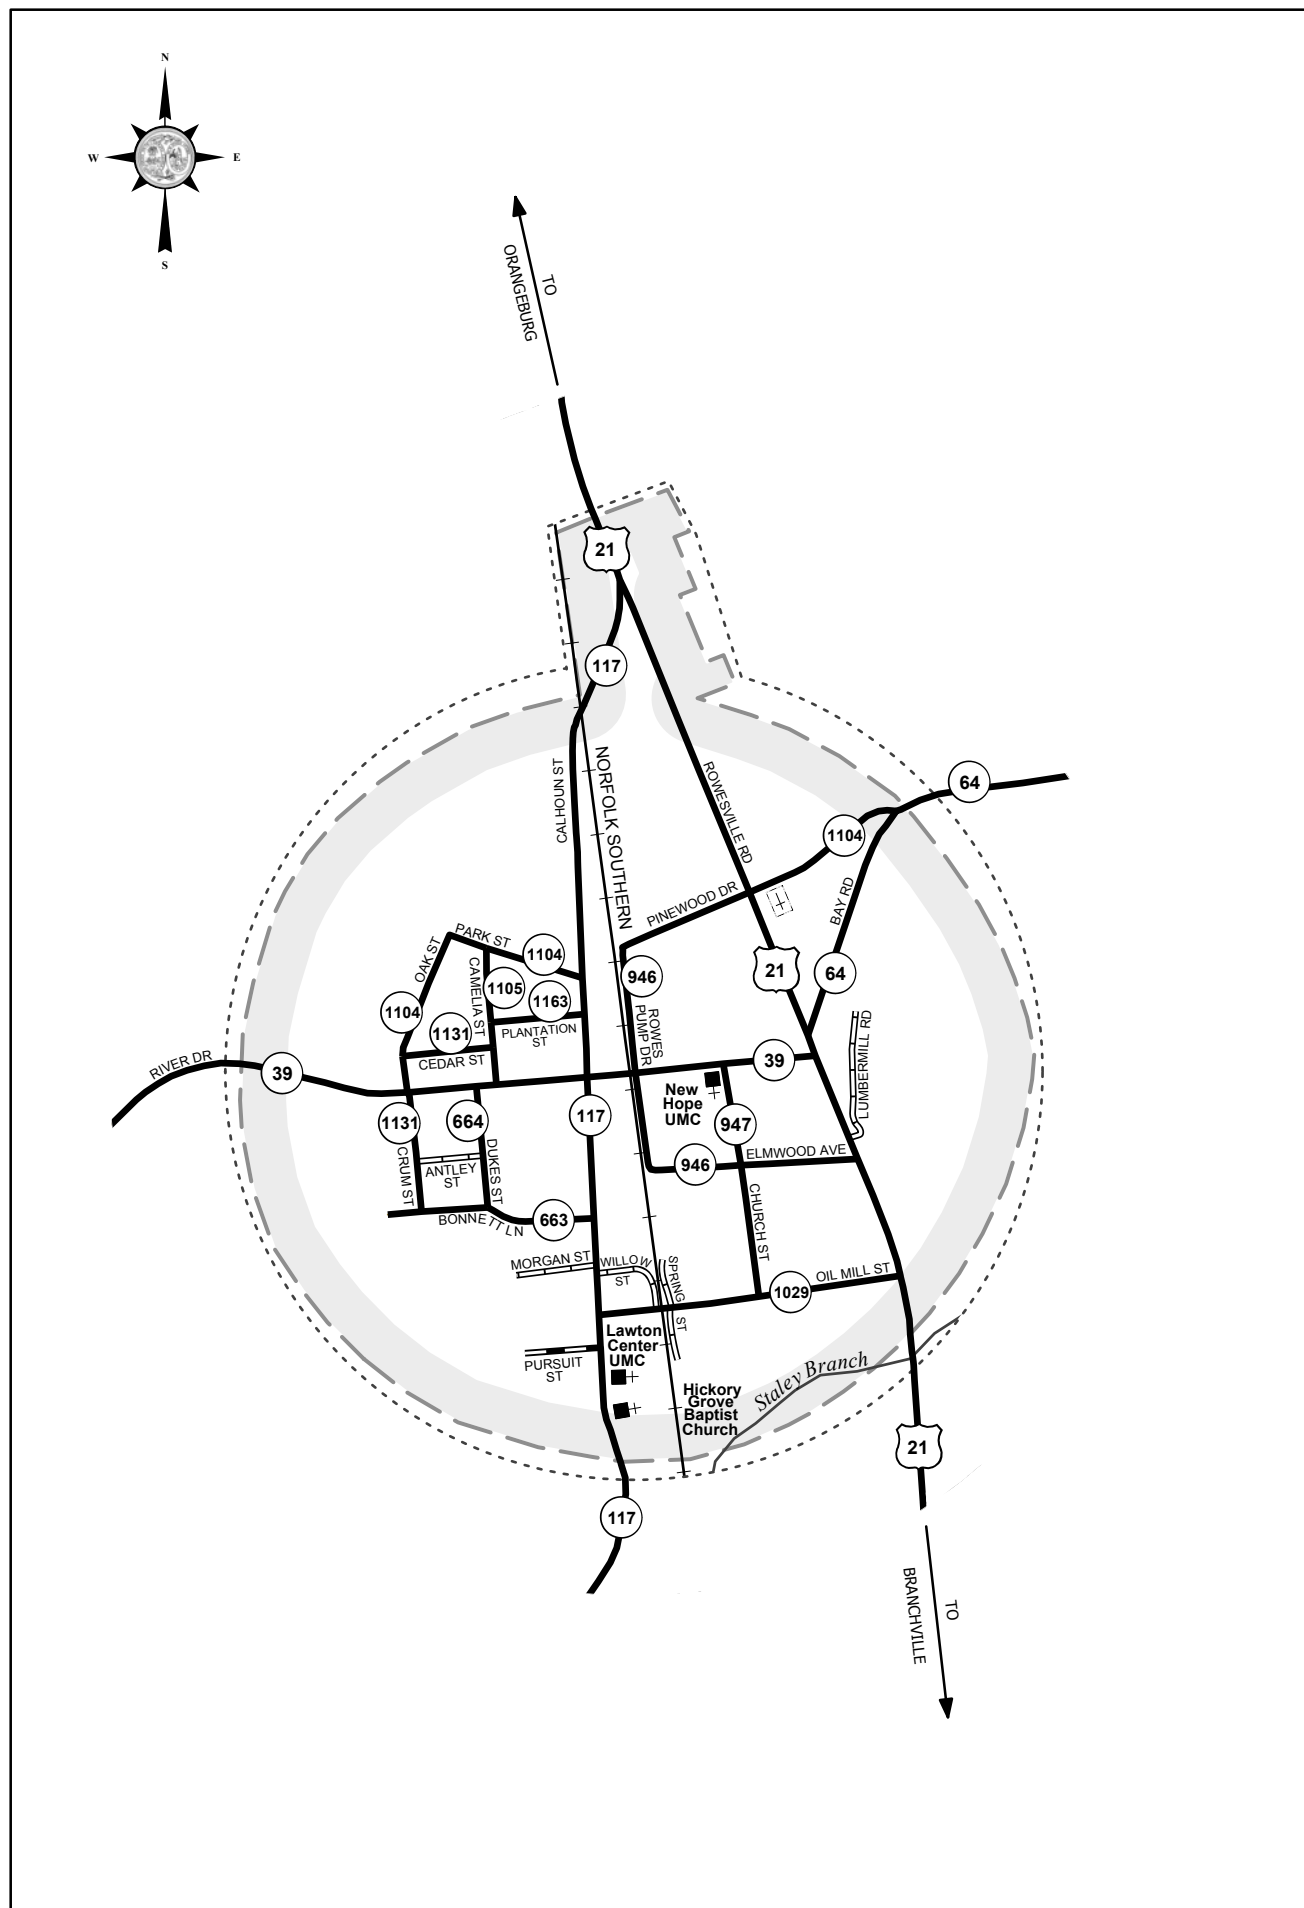 N
W
E
S
TO
ORANGEBURG
21
117
CALHOUN ST
NORFOLK SOUTHERN
ROWESVILLE RD
64
1104
PINEWOOD DR
BAY RD
PARK ST
OAK ST
1104
CAMELIA ST
1105
946
21
64
1104
1163
1131
PLANTATION
ST
ROWES
PUMP DR
LUMBERMILL RD
RIVER DR
39
CEDAR ST
39
New
Hope
UMC
1131
664
117
947
CRUM ST
ANTLEY
ST
DUKES ST
946
ELMWOOD AVE
BONNETT LN
663
CHURCH ST
MORGAN ST
WILLOW
ST
SPRING
ST
OIL MILL ST
1029
Lawton
Center
UMC
PURSUIT
ST
Staley Branch
Hickory
Grove
Baptist
Church
21
117
TO
BRANCHVILLE